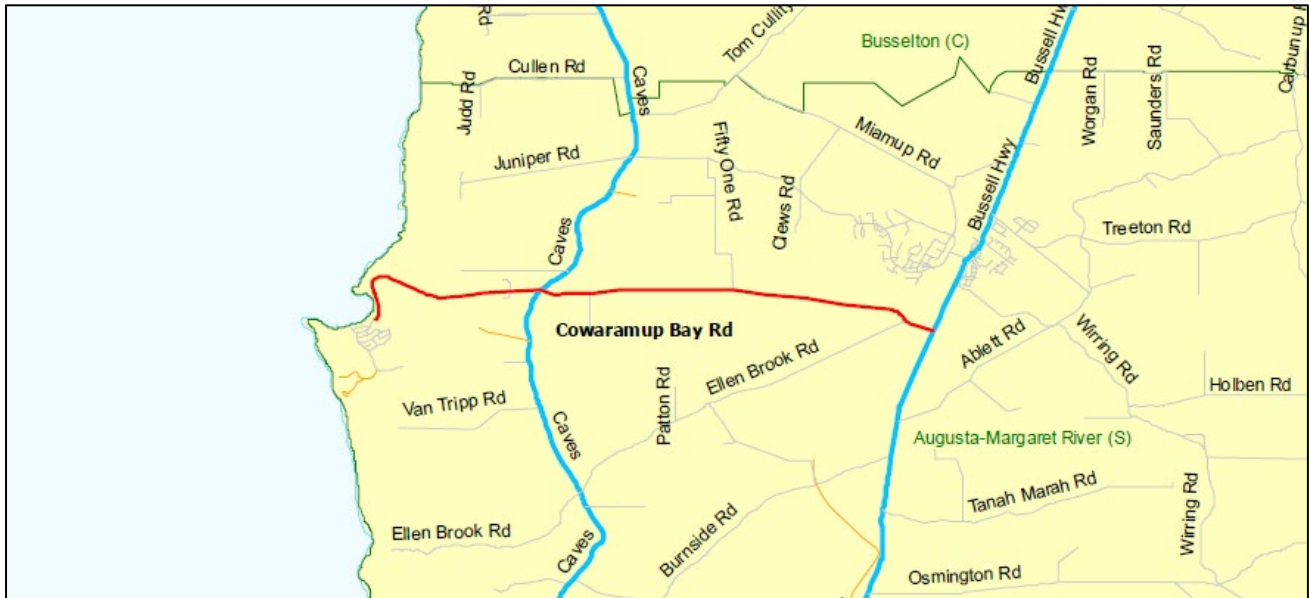 Rd
Tom Cullity
Bussell Hwy
Busselton (C)
Cullen Rd
Caves
Judd Rd
Worgan Rd
Saunders Rd
Miamup Rd
Fifty One Rd
Juniper Rd
Clews Rd
Bussell Hwy
Treeton Rd
Caves
Cowaramup Bay Rd
Ablett Rd
Wirring Rd
Ellen Brook Rd
Holben Rd
Patton Rd
Van Tripp Rd
Caves
Augusta-Margaret River (S)
Tanah Marah Rd
Wirring Rd
Ellen Brook Rd
Burnside Rd
Caves
Osmington Rd